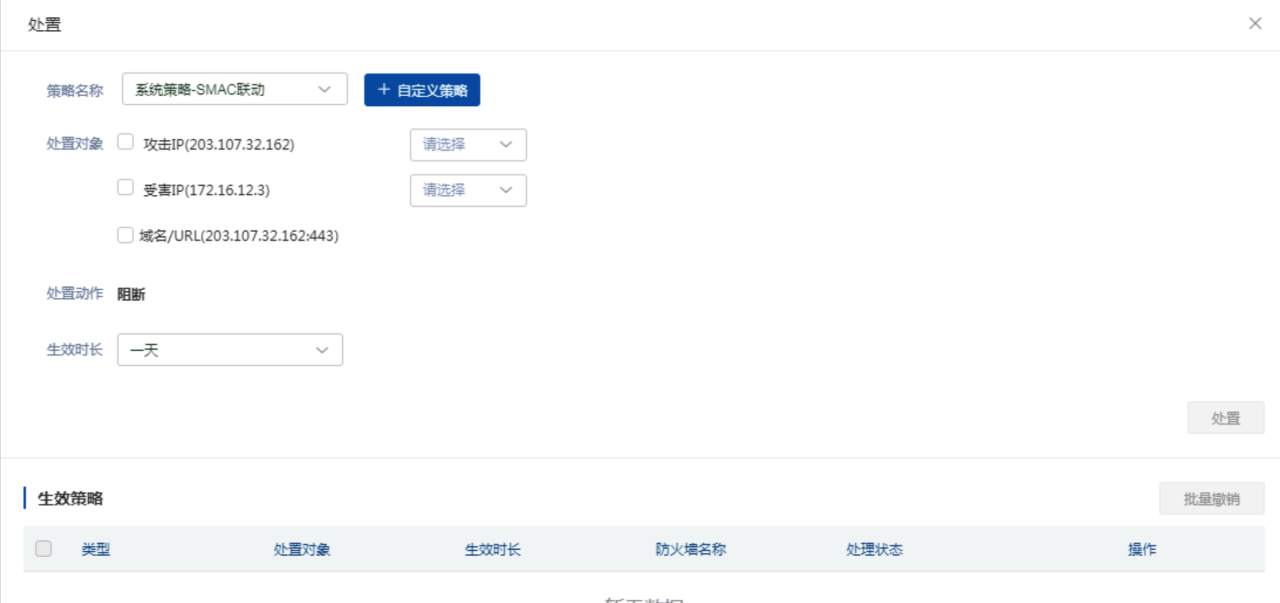 处置
策略名称 系统策略-SMAC联动 + 自定义策略
处置对象 攻击IP(203.107.32.162) 请选择
受害IP(172.16.12.3) 请选择
域名/URL(203.107.32.162:443)
处置动作 阻断
生效时长 一天
处置
生效策略 批量撤销
类型 处置对象 生效时长 防火墙名称 处理状态 操作